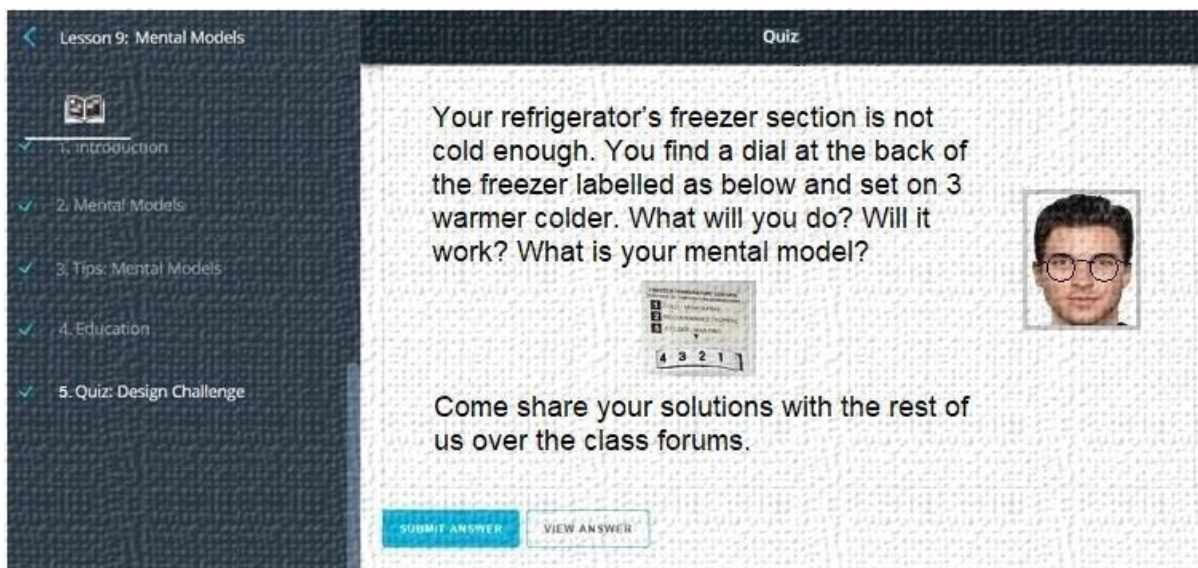 Lesson 9: Mental Models
Quiz
1. Introduction
2. Mental Models
3. Tips: Mental Models
4. Education
5. Quiz: Design Challenge
Your refrigerator's freezer section is not
cold enough. You find a dial at the back of
the freezer labelled as below and set on 3
warmer colder. What will you do? Will it
work? What is your mental model?
1
2
4 3 2 1
Come share your solutions with the rest of
us over the class forums.
SUBMIT ANSWER
VIEW ANSWER